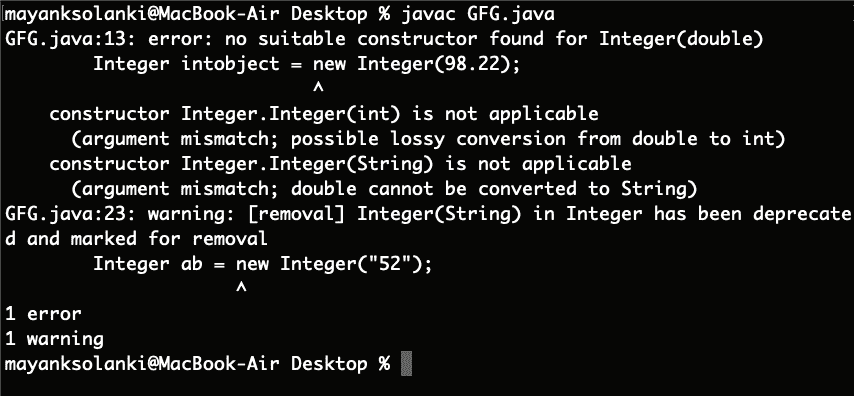 mayanksolanki@MacBook-Air Desktop % javac GFG.java
GFG.java:13: error: no suitable constructor found for Integer(double)
        Integer intobject = new Integer(98.22);
                            ^
    constructor Integer.Integer(int) is not applicable
      (argument mismatch; possible lossy conversion from double to int)
    constructor Integer.Integer(String) is not applicable
      (argument mismatch; double cannot be converted to String)
GFG.java:23: warning: [removal] Integer(String) in Integer has been deprecate
d and marked for removal
        Integer ab = new Integer("52");
                     ^
1 error
1 warning
mayanksolanki@MacBook-Air Desktop %